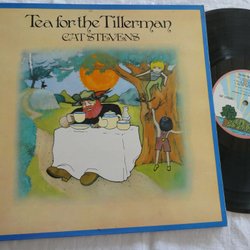 Tea for the Tillerman
CAT STEVENS